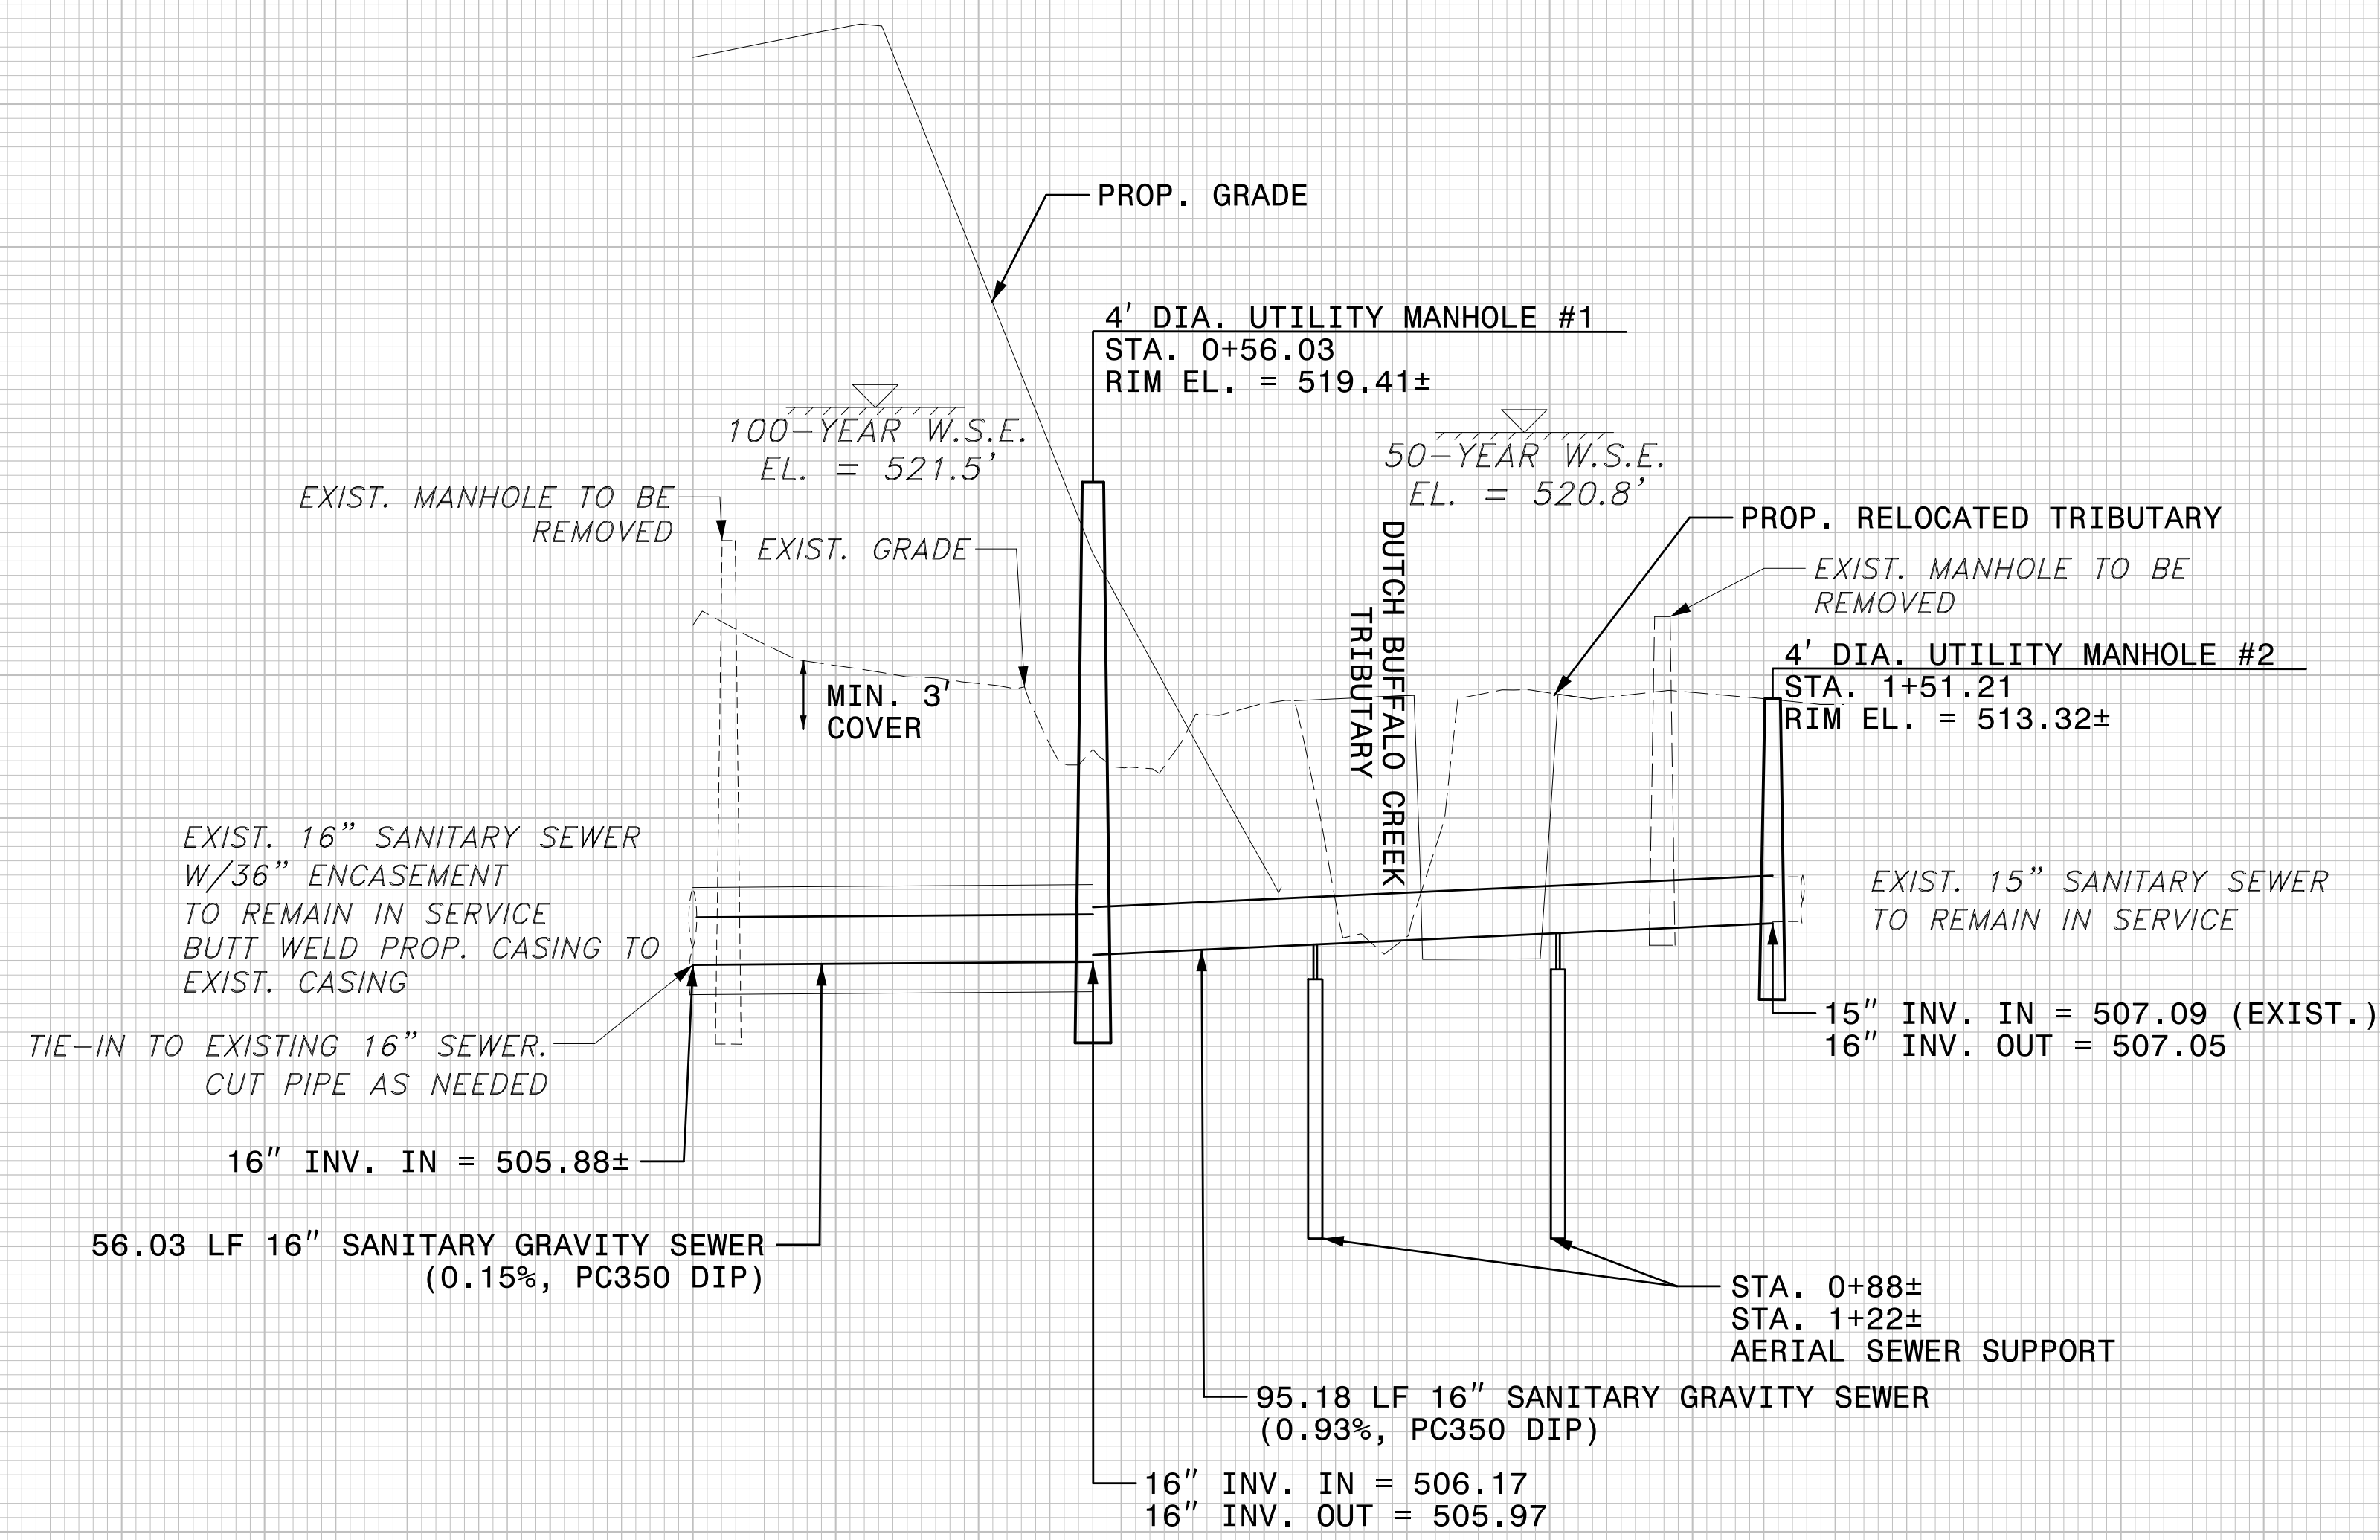 PROP. GRADE
4' DIA. UTILITY MANHOLE #1
STA. 0+56.03
RIM EL. = 519.41±
100-YEAR W.S.E.
EL. = 521.5'
50-YEAR W.S.E.
EL. = 520.8'
EXIST. MANHOLE TO BE
REMOVED
EXIST. GRADE
DUTCH BUFFALO CREEK
TRIBUTARY
PROP. RELOCATED TRIBUTARY
EXIST. MANHOLE TO BE
REMOVED
4' DIA. UTILITY MANHOLE #2
STA. 1+51.21
RIM EL. = 513.32±
MIN. 3'
COVER
EXIST. 16" SANITARY SEWER
W/36" ENCASEMENT
TO REMAIN IN SERVICE
BUTT WELD PROP. CASING TO
EXIST. CASING
EXIST. 15" SANITARY SEWER
TO REMAIN IN SERVICE
TIE-IN TO EXISTING 16" SEWER.
CUT PIPE AS NEEDED
15" INV. IN = 507.09 (EXIST.)
16" INV. OUT = 507.05
16" INV. IN = 505.88±
56.03 LF 16" SANITARY GRAVITY SEWER
(0.15%, PC350 DIP)
STA. 0+88±
STA. 1+22±
AERIAL SEWER SUPPORT
95.18 LF 16" SANITARY GRAVITY SEWER
(0.93%, PC350 DIP)
16" INV. IN = 506.17
16" INV. OUT = 505.97